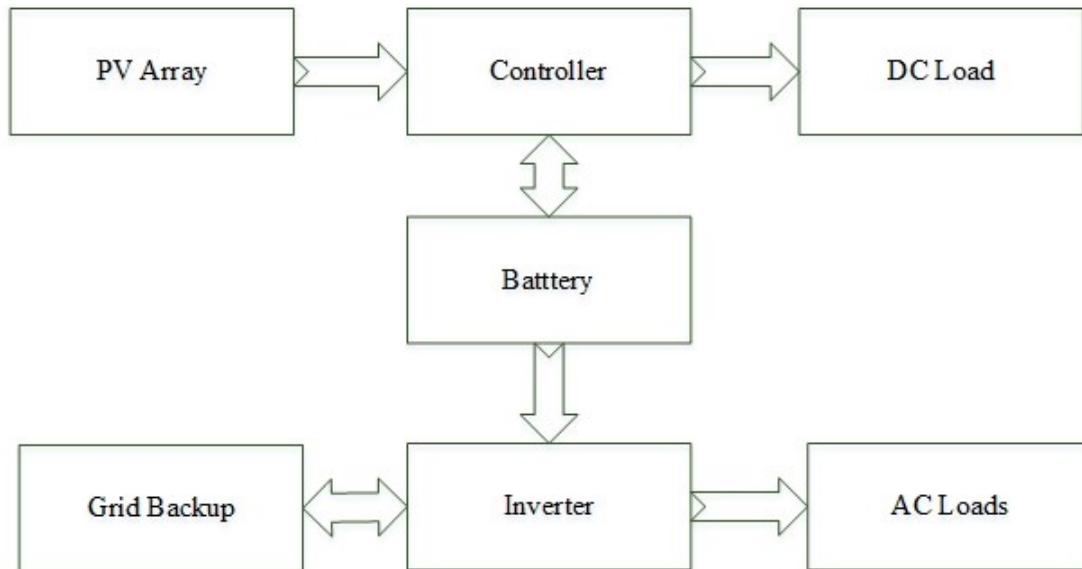 PV Array
Controller
DC Load
Batttery
Grid Backup
Inverter
AC Loads